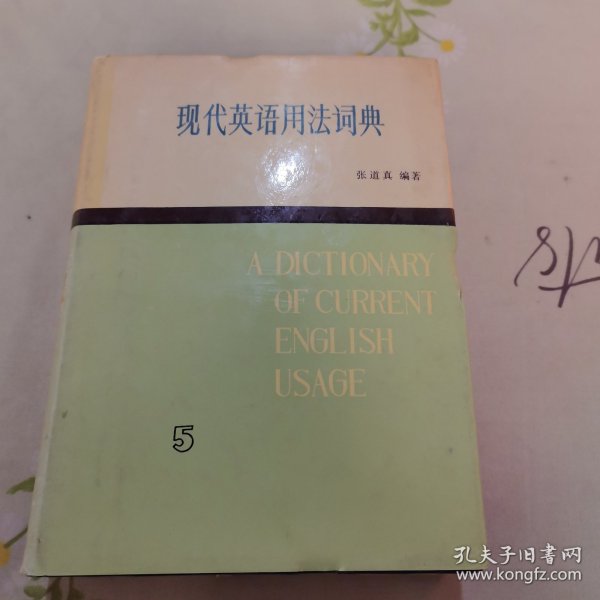 现代英语用法词典
张道真 编著
A DICTIONARY
OF CURRENT
ENGLISH
USAGE
5
孔夫子旧书网
www.kongfz.com